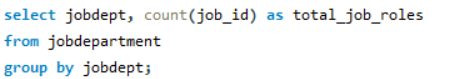 select jobdept, count(job_id) as total_job_roles
from jobdepartment
group by jobdept;